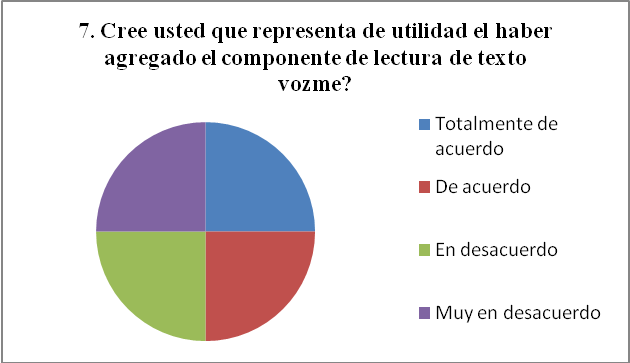 7. Cree usted que representa de utilidad el haber
agregado el componente de lectura de texto
vozme?
Totalmente de
acuerdo
De acuerdo
En desacuerdo
Muy en desacuerdo